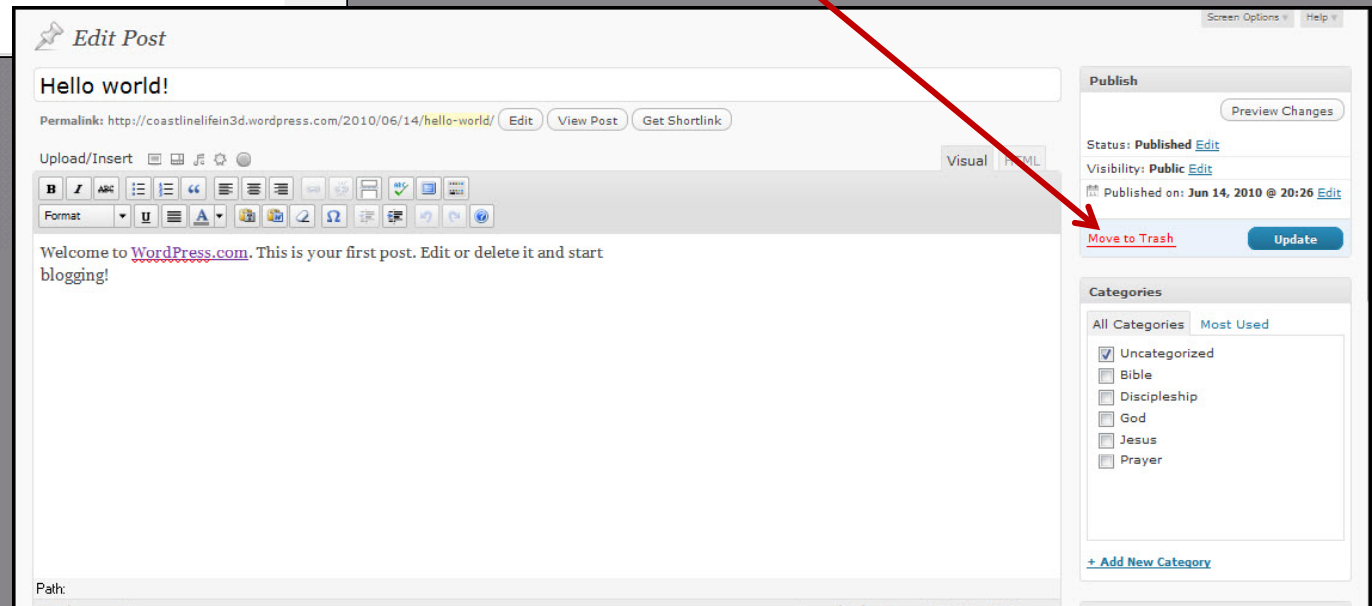 Screen Options Help
Edit Post
Hello world!
Permalink: http://coastlinelifein3d.wordpress.com/2010/06/14/hello-world/ Edit View Post Get Shortlink
Upload/Insert
Visual HTML
B I ABC
Format U A Ω
Welcome to WordPress.com. This is your first post. Edit or delete it and start
blogging!
Path:
Publish
Preview Changes
Status: Published Edit
Visibility: Public Edit
Published on: Jun 14, 2010 @ 20:26 Edit
Move to Trash Update
Categories
All Categories Most Used
Uncategorized
Bible
Discipleship
God
Jesus
Prayer
+ Add New Category